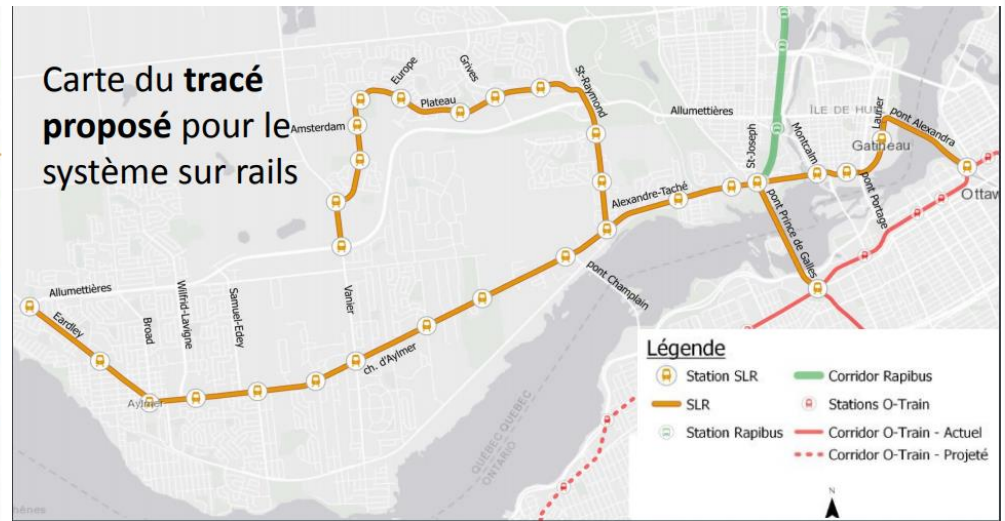 Carte du tracé
proposé pour le
système sur rails
Europe
Grives
Plateau
Amsterdam
St-Raymond
Allumettières
ÎLE DE HULL
Laurier
pont Alexandra
Gatineau
St-Joseph
Montcalm
Alexandre-Taché
pont Portage
pont Prince de Galles
pont Champlain
Allumettières
Eardley
Brod
Wilfrid-Lavigne
Samuel-Edey
Vanier
ch. d'Aylmer
Aylmer
QUEBEC QUEBEC
ONTARIO
Légende
Station SLR
Corridor Rapibus
SLR
Stations O-Train
Station Rapibus
Corridor O-Train - Actuel
Corridor O-Train - Projeté
N